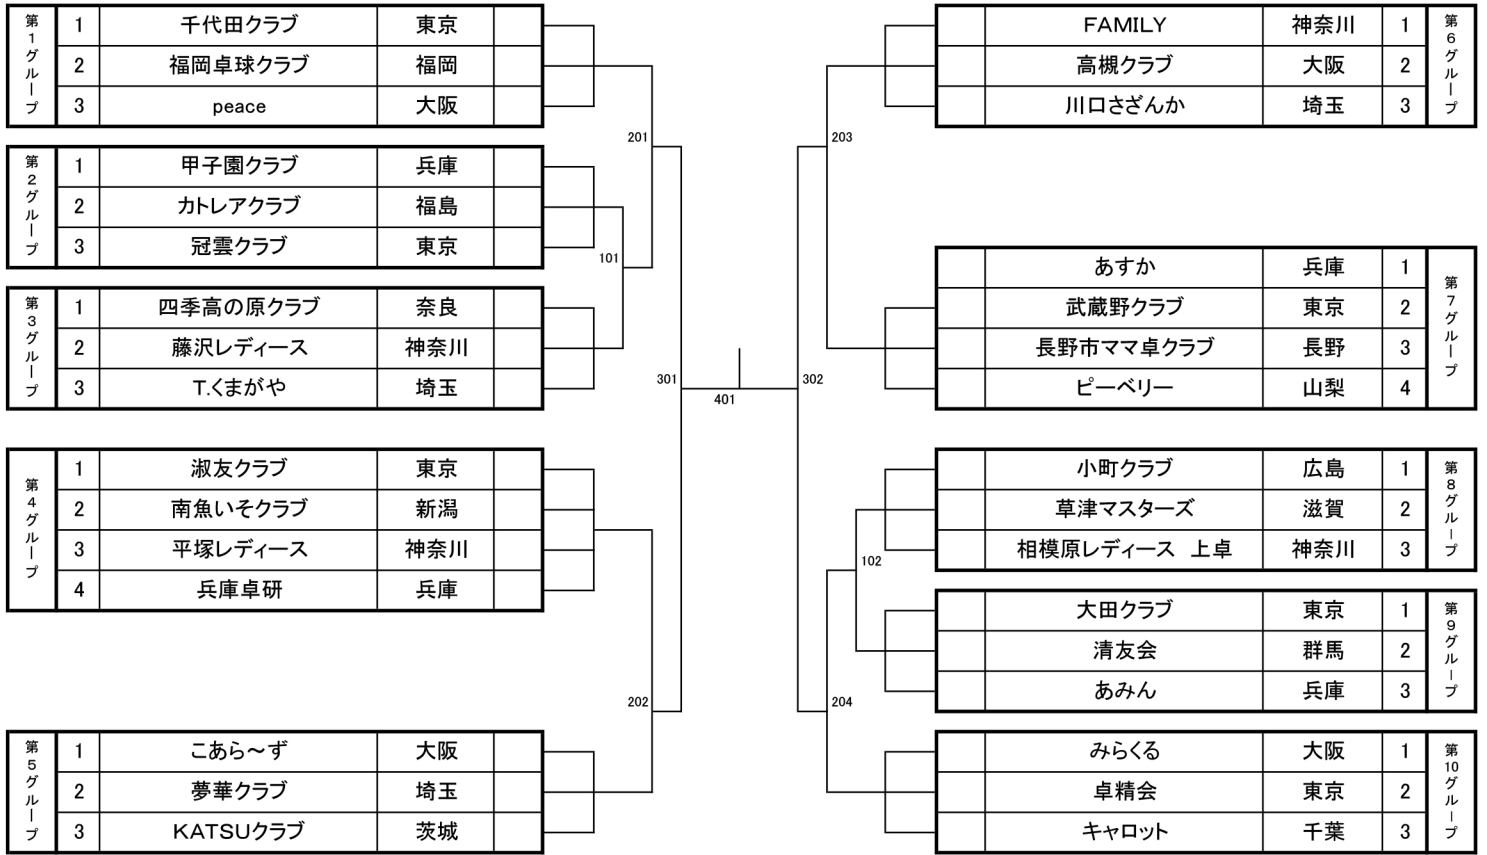 第1グループ
1 千代田クラブ 東京
2 福岡卓球クラブ 福岡
3 peace 大阪
第2グループ
1 甲子園クラブ 兵庫
2 カトレアクラブ 福島
3 冠雲クラブ 東京
第3グループ
1 四季高の原クラブ 奈良
2 藤沢レディース 神奈川
3 T.くまがや 埼玉
第4グループ
1 淑友クラブ 東京
2 南魚いそクラブ 新潟
3 平塚レディース 神奈川
4 兵庫卓研 兵庫
第5グループ
1 こあら～ず 大阪
2 夢華クラブ 埼玉
3 KATSUクラブ 茨城
201
101
301
202
401
203
302
102
204
FAMILY 神奈川 1
高槻クラブ 大阪 2
川口さざんか 埼玉 3
第6グループ
あすか 兵庫 1
武蔵野クラブ 東京 2
長野市ママ卓クラブ 長野 3
ピーベリー 山梨 4
第7グループ
小町クラブ 広島 1
草津マスターズ 滋賀 2
相模原レディース　上卓 神奈川 3
第8グループ
大田クラブ 東京 1
清友会 群馬 2
あみん 兵庫 3
第9グループ
みらくる 大阪 1
卓精会 東京 2
キャロット 千葉 3
第10グループ